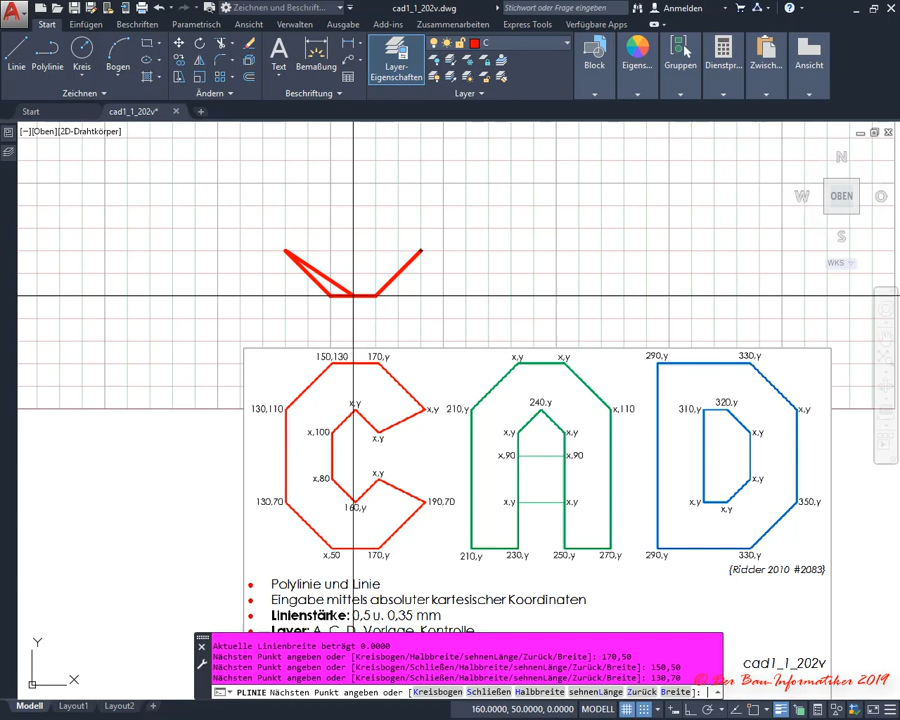 Zeichnen und Beschriften
cad1_1_202v.dwg
Stichwort oder Frage eingeben
Anmelden
Start Einfügen Beschriften Parametrisch Ansicht Verwalten Ausgabe Add-ins Zusammenarbeiten Express Tools Verfügbare Apps
C
Linie Polylinie Kreis Bogen Text Bemaßung Layer-Eigenschaften Block Eigens... Gruppen Dienstpr... Zwisch... Ansicht
Zeichnen Ändern Beschriftung Layer
Start cad1_1_202v*
[−][Oben][2D-Drahtkörper]
N
W OBEN O
S
WKS
150,130 170,y x,y x,y 290,y 330,y
130,110 x,y x,y 210,y 240,y x,110 310,y 320,y x,y
x,100 x,y x,y x,y x,y
x,90 x,90
x,80 x,y x,y
130,70 160,y 190,70 x,y x,y x,y x,y 350,y
x,50 170,y 210,y 230,y 250,y 270,y 290,y 330,y
{Ridder 2010 #2083}
• Polylinie und Linie
• Eingabe mittels absoluter kartesischer Koordinaten
• Linienstärke: 0,5 u. 0,35 mm
• Layer: A, C, D, Vorlage, Kontrolle
Aktuelle Linienbreite beträgt 0.0000
Nächsten Punkt angeben oder [Kreisbogen/Halbbreite/sehnenLänge/Zurück/Breite]: 170,50
Nächsten Punkt angeben oder [Kreisbogen/Schließen/Halbbreite/sehnenLänge/Zurück/Breite]: 150,50
Nächsten Punkt angeben oder [Kreisbogen/Schließen/Halbbreite/sehnenLänge/Zurück/Breite]: 130,70
PLINIE Nächsten Punkt angeben oder [Kreisbogen Schließen Halbbreite sehnenLänge Zurück Breite]:
cad1_1_202v
© Der Bau.Informatiker 2019
Y
X
Modell Layout1 Layout2 +
160.0000, 50.0000, 0.0000 MODELL
1:1